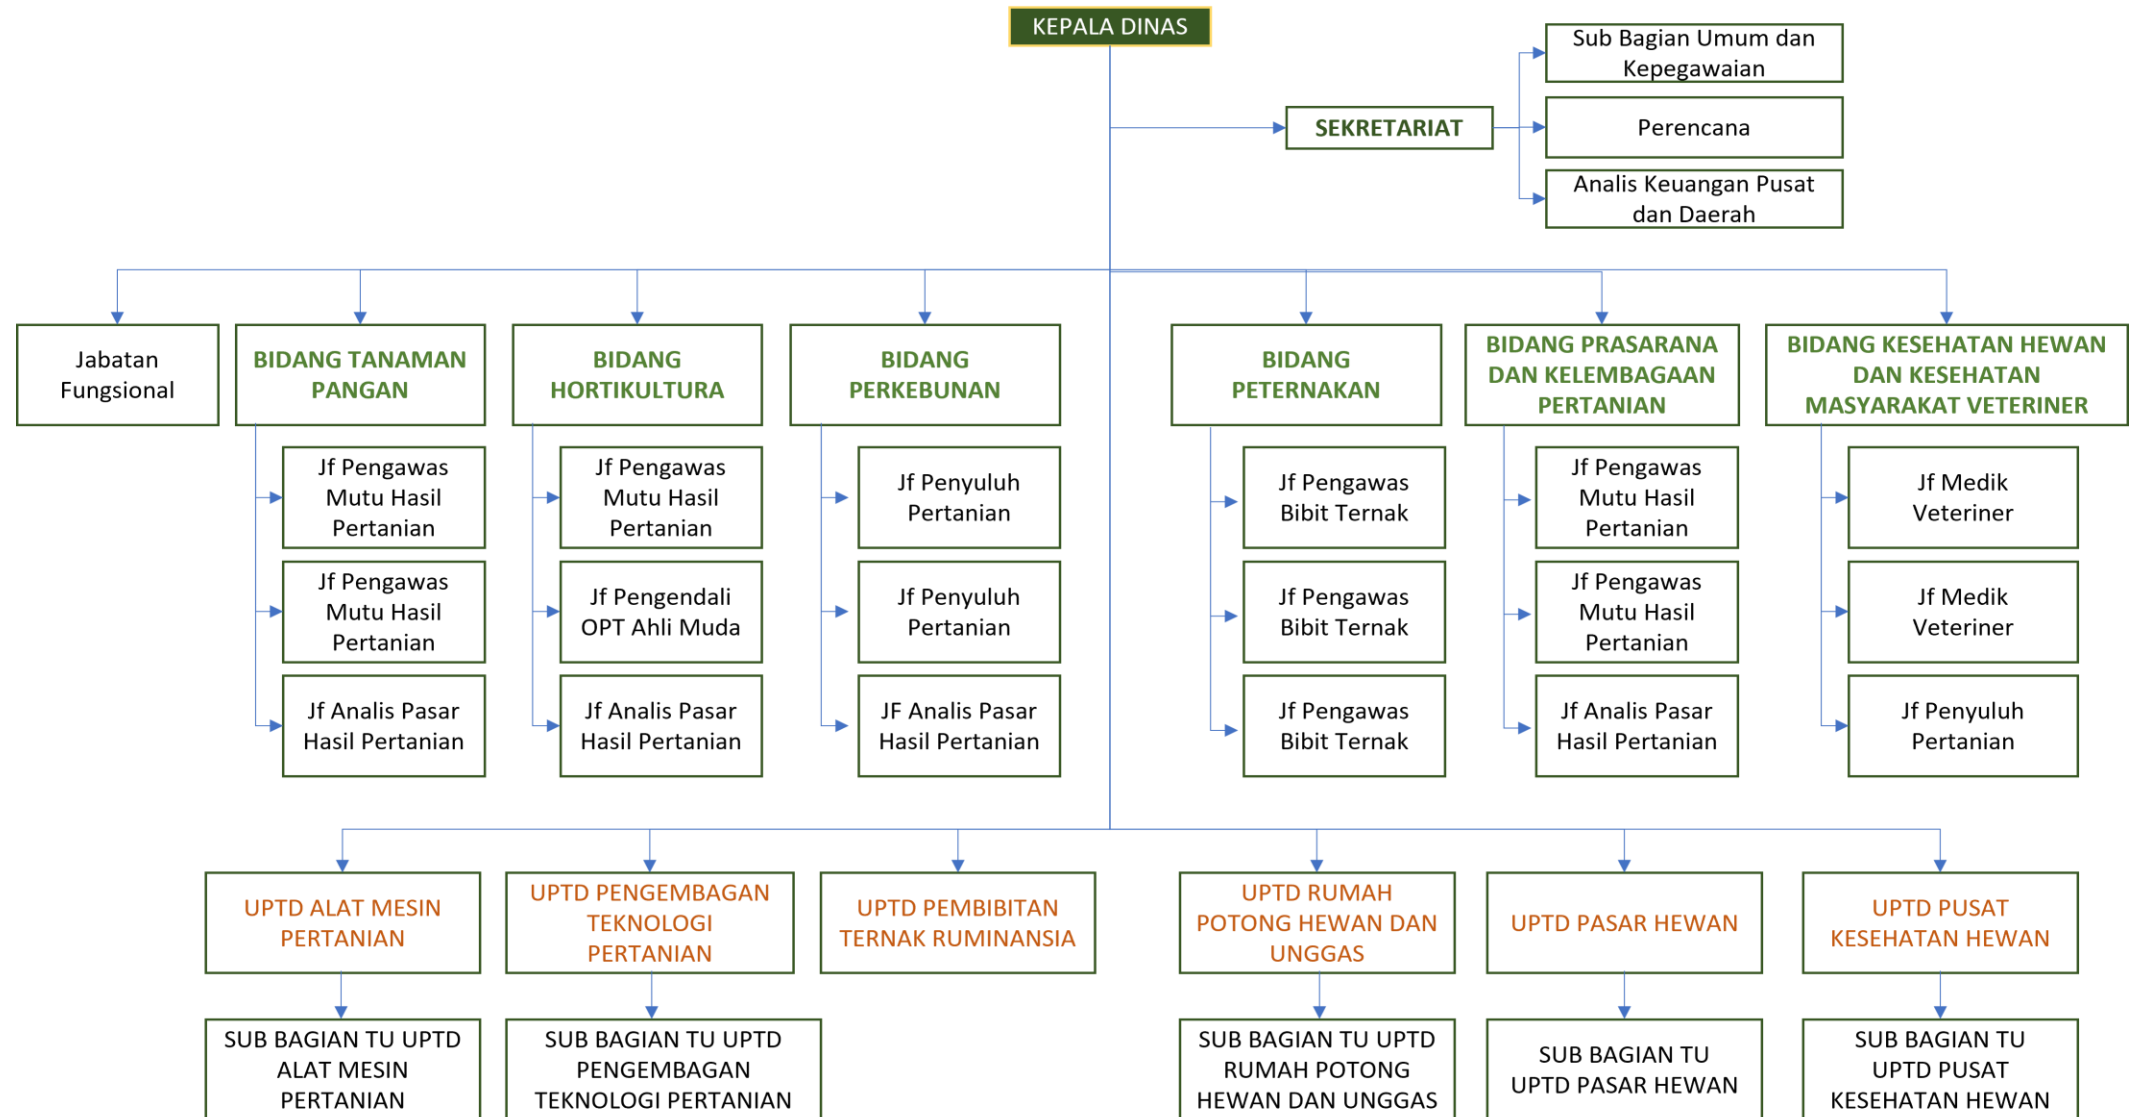 KEPALA DINAS
Sub Bagian Umum dan
Kepegawaian
SEKRETARIAT
Perencana
Analis Keuangan Pusat
dan Daerah
Jabatan
Fungsional
BIDANG TANAMAN
PANGAN
BIDANG
HORTIKULTURA
BIDANG
PERKEBUNAN
BIDANG
PETERNAKAN
BIDANG PRASARANA
DAN KELEMBAGAAN
PERTANIAN
BIDANG KESEHATAN HEWAN
DAN KESEHATAN
MASYARAKAT VETERINER
Jf Pengawas
Mutu Hasil
Pertanian
Jf Pengawas
Mutu Hasil
Pertanian
Jf Penyuluh
Pertanian
Jf Pengawas
Bibit Ternak
Jf Pengawas
Mutu Hasil
Pertanian
Jf Medik
Veteriner
Jf Pengawas
Mutu Hasil
Pertanian
Jf Pengendali
OPT Ahli Muda
Jf Penyuluh
Pertanian
Jf Pengawas
Bibit Ternak
Jf Pengawas
Mutu Hasil
Pertanian
Jf Medik
Veteriner
Jf Analis Pasar
Hasil Pertanian
Jf Analis Pasar
Hasil Pertanian
JF Analis Pasar
Hasil Pertanian
Jf Pengawas
Bibit Ternak
Jf Analis Pasar
Hasil Pertanian
Jf Penyuluh
Pertanian
UPTD ALAT MESIN
PERTANIAN
UPTD PENGEMBAGAN
TEKNOLOGI
PERTANIAN
UPTD PEMBIBITAN
TERNAK RUMINANSIA
UPTD RUMAH
POTONG HEWAN DAN
UNGGAS
UPTD PASAR HEWAN
UPTD PUSAT
KESEHATAN HEWAN
SUB BAGIAN TU UPTD
ALAT MESIN
PERTANIAN
SUB BAGIAN TU UPTD
PENGEMBAGAN
TEKNOLOGI PERTANIAN
SUB BAGIAN TU UPTD
RUMAH POTONG
HEWAN DAN UNGGAS
SUB BAGIAN TU
UPTD PASAR HEWAN
SUB BAGIAN TU
UPTD PUSAT
KESEHATAN HEWAN